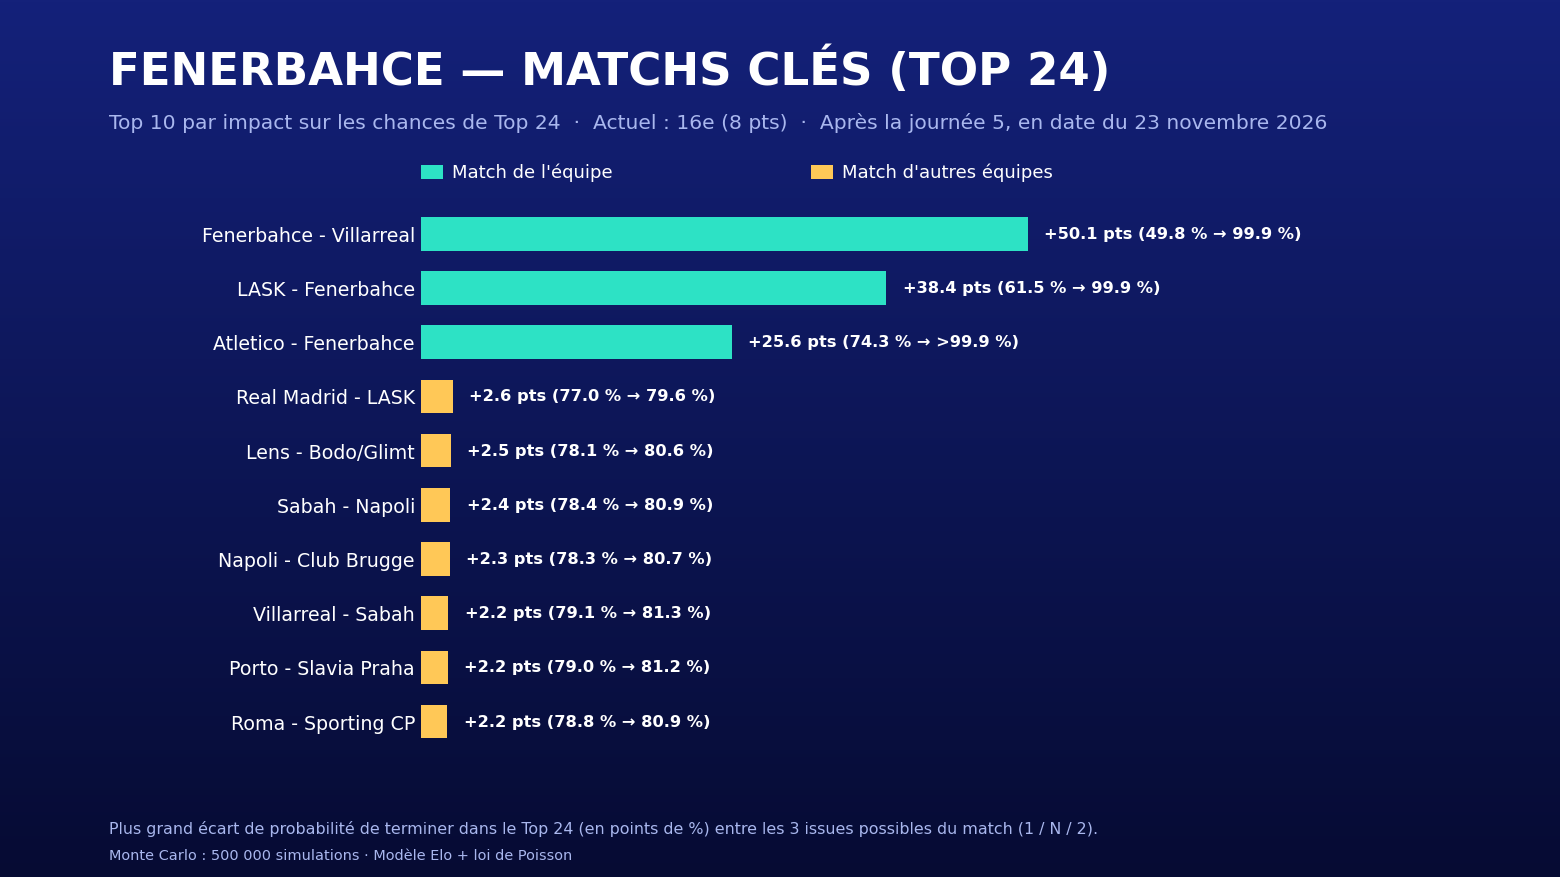 FENERBAHCE — MATCHS CLÉS (TOP 24)
Top 10 par impact sur les chances de Top 24 · Actuel : 16e (8 pts) · Après la journée 5, en date du 23 novembre 2026
Match de l'équipe Match d'autres équipes
Fenerbahce - Villarreal +50.1 pts (49.8 % → 99.9 %)
LASK - Fenerbahce +38.4 pts (61.5 % → 99.9 %)
Atletico - Fenerbahce +25.6 pts (74.3 % → >99.9 %)
Real Madrid - LASK +2.6 pts (77.0 % → 79.6 %)
Lens - Bodo/Glimt +2.5 pts (78.1 % → 80.6 %)
Sabah - Napoli +2.4 pts (78.4 % → 80.9 %)
Napoli - Club Brugge +2.3 pts (78.3 % → 80.7 %)
Villarreal - Sabah +2.2 pts (79.1 % → 81.3 %)
Porto - Slavia Praha +2.2 pts (79.0 % → 81.2 %)
Roma - Sporting CP +2.2 pts (78.8 % → 80.9 %)
Plus grand écart de probabilité de terminer dans le Top 24 (en points de %) entre les 3 issues possibles du match (1 / N / 2).
Monte Carlo : 500 000 simulations · Modèle Elo + loi de Poisson